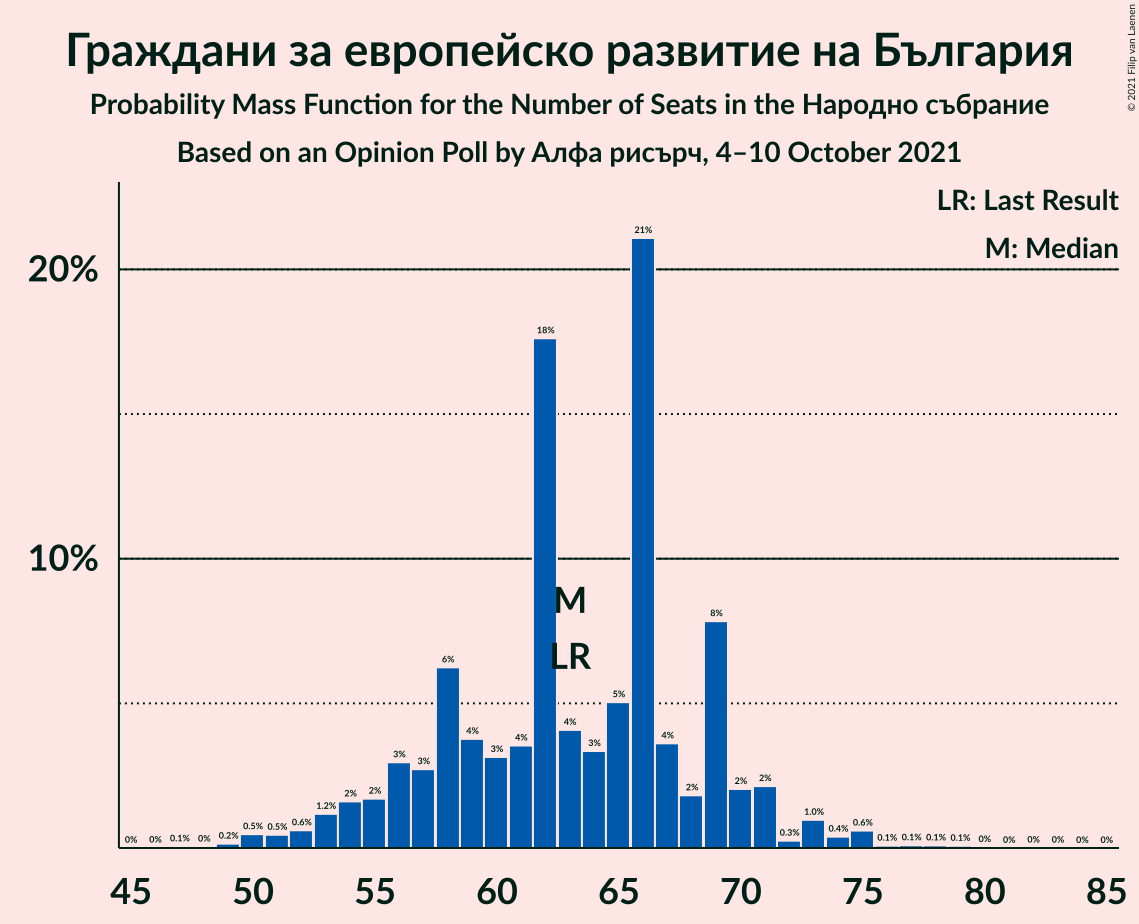 Граждани за европейско развитие на България
Probability Mass Function for the Number of Seats in the Народно събрание
Based on an Opinion Poll by Алфа рисърч, 4–10 October 2021
© 2021 Filip van Laenen
LR: Last Result
M: Median
20%
10%
M
LR
0% 0% 0.1% 0% 0.2% 0.5% 0.5% 0.6% 1.2% 2% 2% 3% 3% 6% 4% 3% 4% 18% 4% 3% 5% 21% 4% 2% 8% 2% 2% 0.3% 1.0% 0.4% 0.6% 0.1% 0.1% 0.1% 0.1% 0% 0% 0% 0% 0% 0%
45 50 55 60 65 70 75 80 85